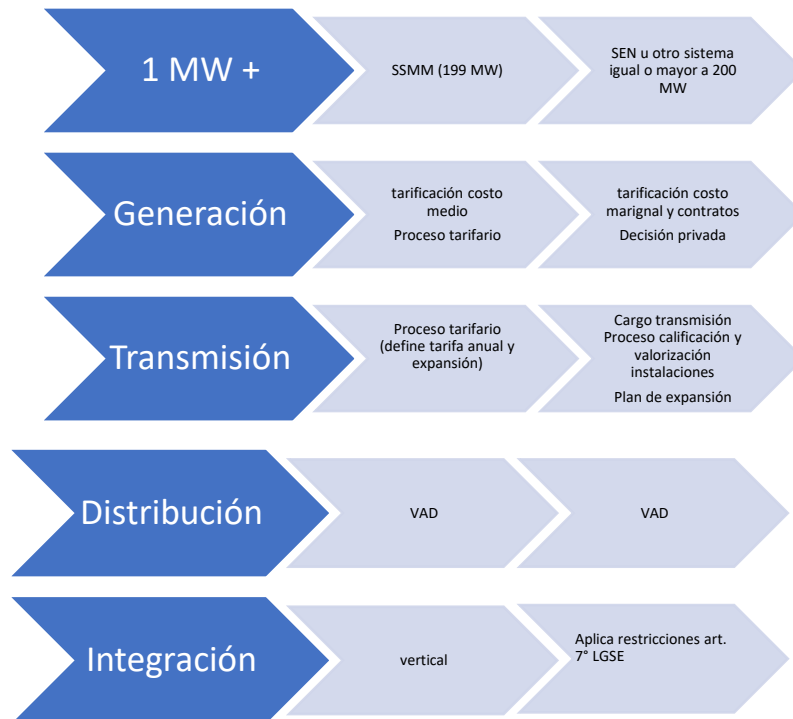 1 MW +
SSMM (199 MW)
SEN u otro sistema
igual o mayor a 200
MW
Generación
tarificación costo
medio
Proceso tarifario
tarificación costo
marignal y contratos
Decisión privada
Transmisión
Proceso tarifario
(define tarifa anual y
expansión)
Cargo transmisión
Proceso calificación y
valorización
instalaciones
Plan de expansión
Distribución
VAD
VAD
Integración
vertical
Aplica restricciones art.
7° LGSE